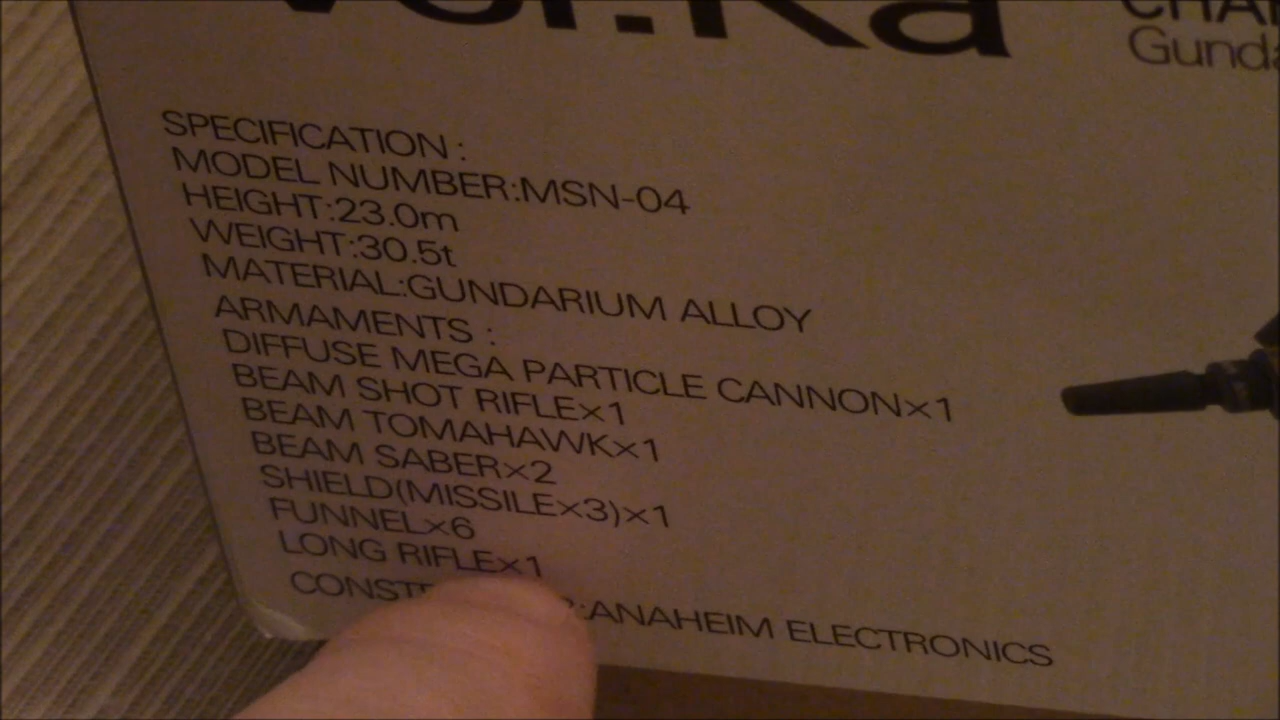 Ver.Ka
Gunda
SPECIFICATION :
MODEL NUMBER:MSN-04
HEIGHT:23.0m
WEIGHT:30.5t
MATERIAL:GUNDARIUM ALLOY
ARMAMENTS :
DIFFUSE MEGA PARTICLE CANNON×1
BEAM SHOT RIFLE×1
BEAM TOMAHAWK×1
BEAM SABER×2
SHIELD(MISSILE×3)×1
FUNNEL×6
LONG RIFLE×1
:ANAHEIM ELECTRONICS